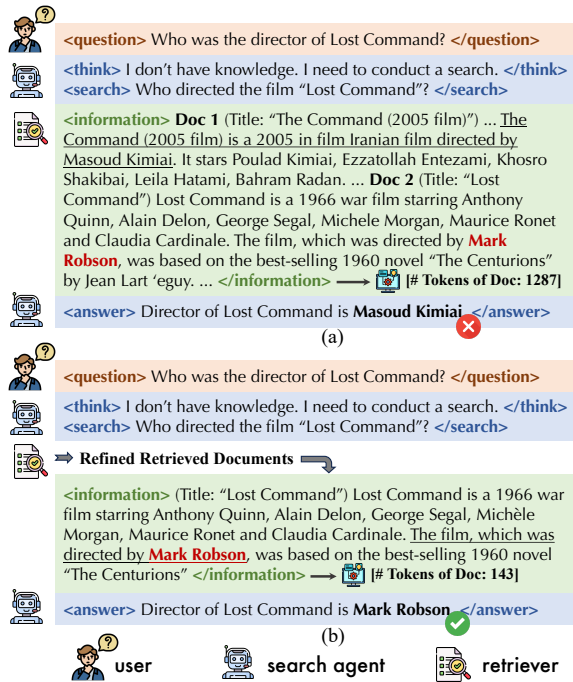 <question> Who was the director of Lost Command? </question>
<think> I don't have knowledge. I need to conduct a search. </think>
<search> Who directed the film “Lost Command”? </search>
<information> Doc 1 (Title: “The Command (2005 film)”) ... The
Command (2005 film) is a 2005 in film Iranian film directed by
Masoud Kimiai. It stars Poulad Kimiai, Ezzatollah Entezami, Khosro
Shakibai, Leila Hatami, Bahram Radan. ... Doc 2 (Title: “Lost
Command”) Lost Command is a 1966 war film starring Anthony
Quinn, Alain Delon, George Segal, Michele Morgan, Maurice Ronet
and Claudia Cardinale. The film, which was directed by Mark
Robson, was based on the best-selling 1960 novel “The Centurions”
by Jean Lart ‘eguy. ... </information> [# Tokens of Doc: 1287]
<answer> Director of Lost Command is Masoud Kimiai </answer>
(a)
<question> Who was the director of Lost Command? </question>
<think> I don't have knowledge. I need to conduct a search. </think>
<search> Who directed the film “Lost Command”? </search>
Refined Retrieved Documents
<information> (Title: “Lost Command”) Lost Command is a 1966 war
film starring Anthony Quinn, Alain Delon, George Segal, Michèle
Morgan, Maurice Ronet and Claudia Cardinale. The film, which was
directed by Mark Robson, was based on the best-selling 1960 novel
“The Centurions” </information> [# Tokens of Doc: 143]
<answer> Director of Lost Command is Mark Robson </answer>
(b)
user search agent retriever